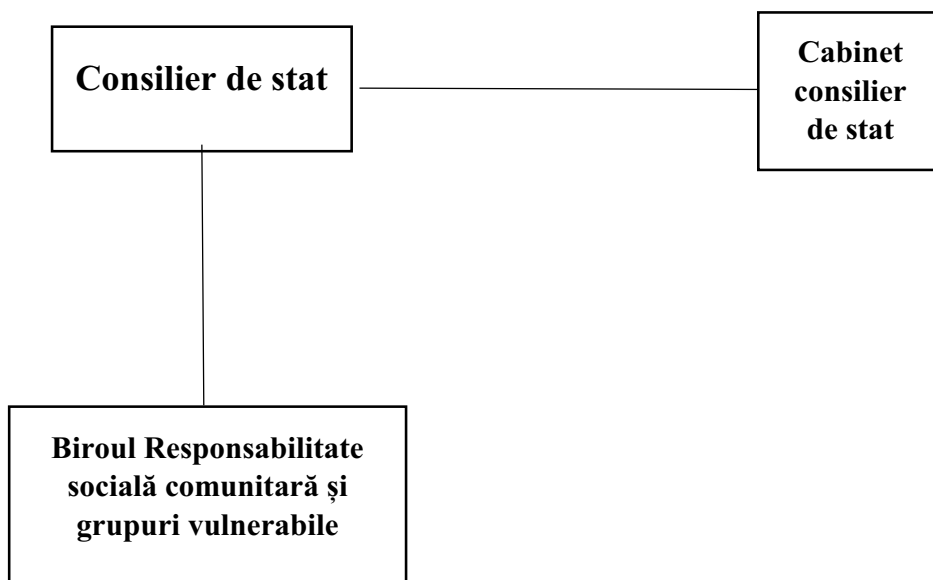 Consilier de stat
Cabinet
consilier
de stat
Biroul Responsabilitate
socială comunitară și
grupuri vulnerabile